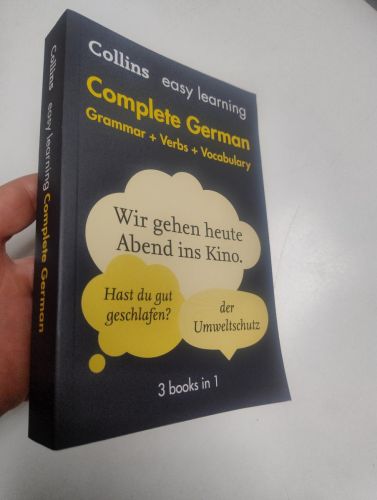 Collins easy learning
Complete German
Grammar + Verbs + Vocabulary
Wir gehen heute
Abend ins Kino.
Hast du gut
geschlafen?
der
Umweltschutz
3 books in 1
Collins easy learning Complete German